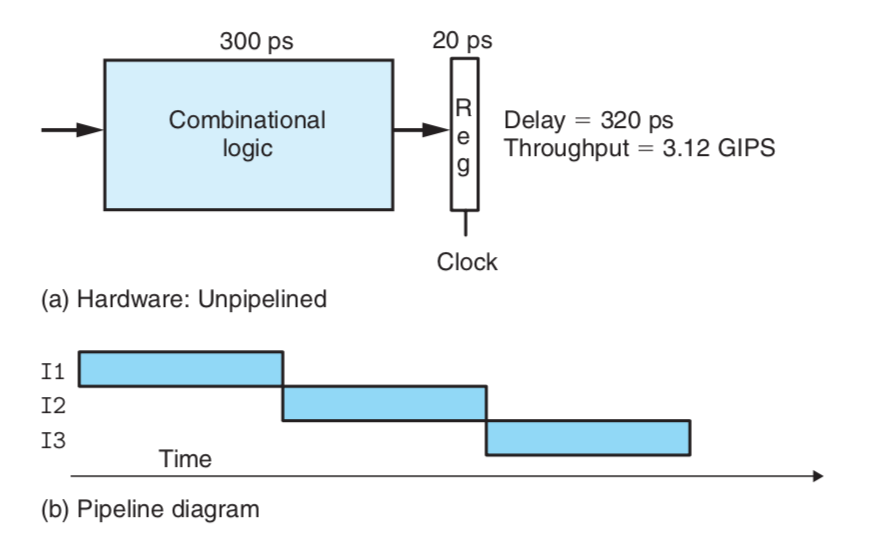 300 ps
20 ps
Combinational
logic
Reg
Delay = 320 ps
Throughput = 3.12 GIPS
Clock
(a) Hardware: Unpipelined
I1
I2
I3
Time
(b) Pipeline diagram